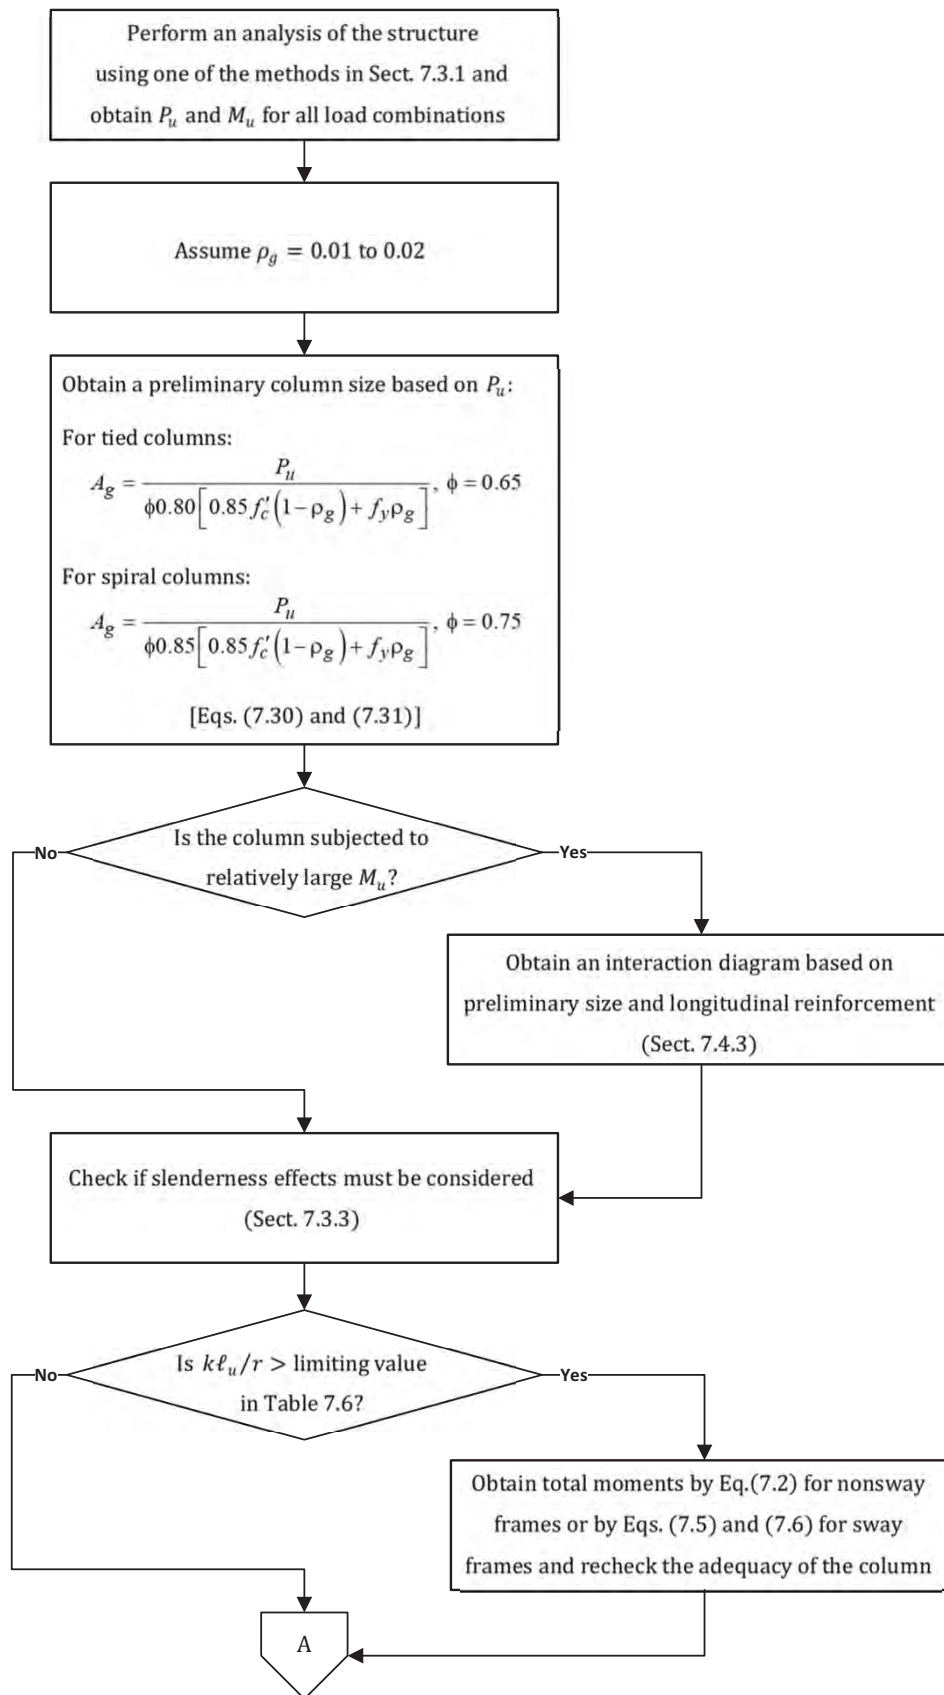 Perform an analysis of the structure
using one of the methods in Sect. 7.3.1 and
obtain P_u and M_u for all load combinations
Assume ρ_g = 0.01 to 0.02
Obtain a preliminary column size based on P_u:
For tied columns:
A_g = P_u / ϕ0.80[0.85f_c′(1−ρ_g)+f_yρ_g], ϕ = 0.65
For spiral columns:
A_g = P_u / ϕ0.85[0.85f_c′(1−ρ_g)+f_yρ_g], ϕ = 0.75
[Eqs. (7.30) and (7.31)]
Is the column subjected to
relatively large M_u?
No
Yes
Obtain an interaction diagram based on
preliminary size and longitudinal reinforcement
(Sect. 7.4.3)
Check if slenderness effects must be considered
(Sect. 7.3.3)
Is kℓ_u/r > limiting value
in Table 7.6?
No
Yes
Obtain total moments by Eq.(7.2) for nonsway
frames or by Eqs. (7.5) and (7.6) for sway
frames and recheck the adequacy of the column
A